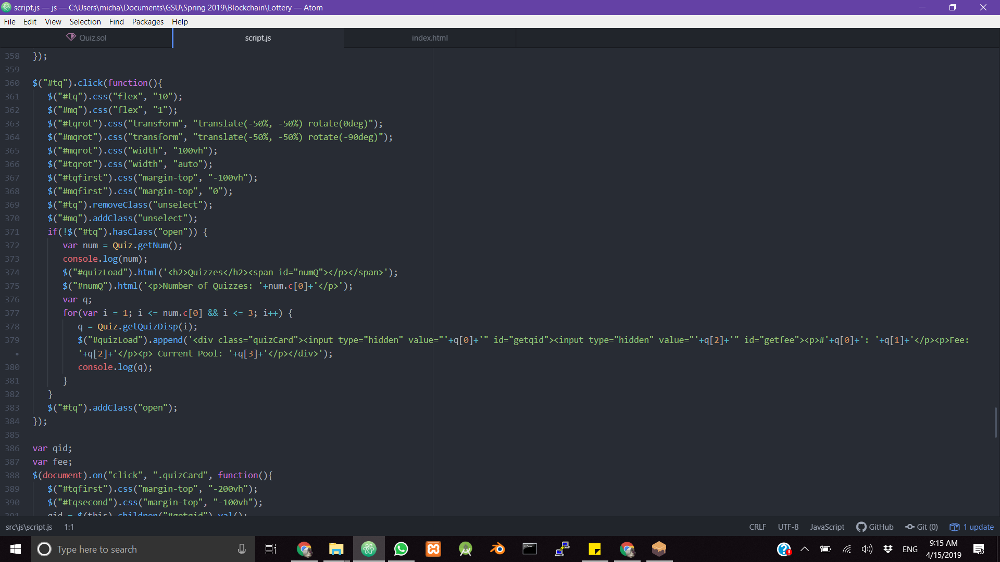 script.js — js — C:\Users\micha\Documents\GSU\Spring 2019\Blockchain\Lottery — Atom
File Edit View Selection Find Packages Help
Quiz.sol script.js index.html
358 });
359
360 $("#tq").click(function(){
361 $("#tq").css("flex", "10");
362 $("#mq").css("flex", "1");
363 $("#tqrot").css("transform", "translate(-50%, -50%) rotate(0deg)");
364 $("#mqrot").css("transform", "translate(-50%, -50%) rotate(-90deg)");
365 $("#mqrot").css("width", "100vh");
366 $("#tqrot").css("width", "auto");
367 $("#tqfirst").css("margin-top", "-100vh");
368 $("#mqfirst").css("margin-top", "0");
369 $("#tq").removeClass("unselect");
370 $("#mq").addClass("unselect");
371 if(!$("#tq").hasClass("open")) {
372 var num = Quiz.getNum();
373 console.log(num);
374 $("#quizLoad").html('<h2>Quizzes</h2><span id="numQ"></p></span>');
375 $("#numQ").html('<p>Number of Quizzes: '+num.c[0]+'</p>');
376 var q;
377 for(var i = 1; i <= num.c[0] && i <= 3; i++) {
378 q = Quiz.getQuizDisp(i);
379 $("#quizLoad").append('<div class="quizCard"><input type="hidden" value="'+q[0]+'" id="getqid"><input type="hidden" value="'+q[2]+'" id="getfee"><p>#'+q[0]+': '+q[1]+'</p><p>Fee:
• '+q[2]+'</p><p> Current Pool: '+q[3]+'</p></div>');
380 console.log(q);
381 }
382 }
383 $("#tq").addClass("open");
384 });
385
386 var qid;
387 var fee;
388 $(document).on("click", ".quizCard", function(){
389 $("#tqfirst").css("margin-top", "-200vh");
390 $("#tqsecond").css("margin-top", "-100vh");
391 qid = $(this).children("#getqid").val();
src\js\script.js 1:1 CRLF UTF-8 JavaScript GitHub Git (0) 1 update
Type here to search ENG 9:15 AM
4/15/2019